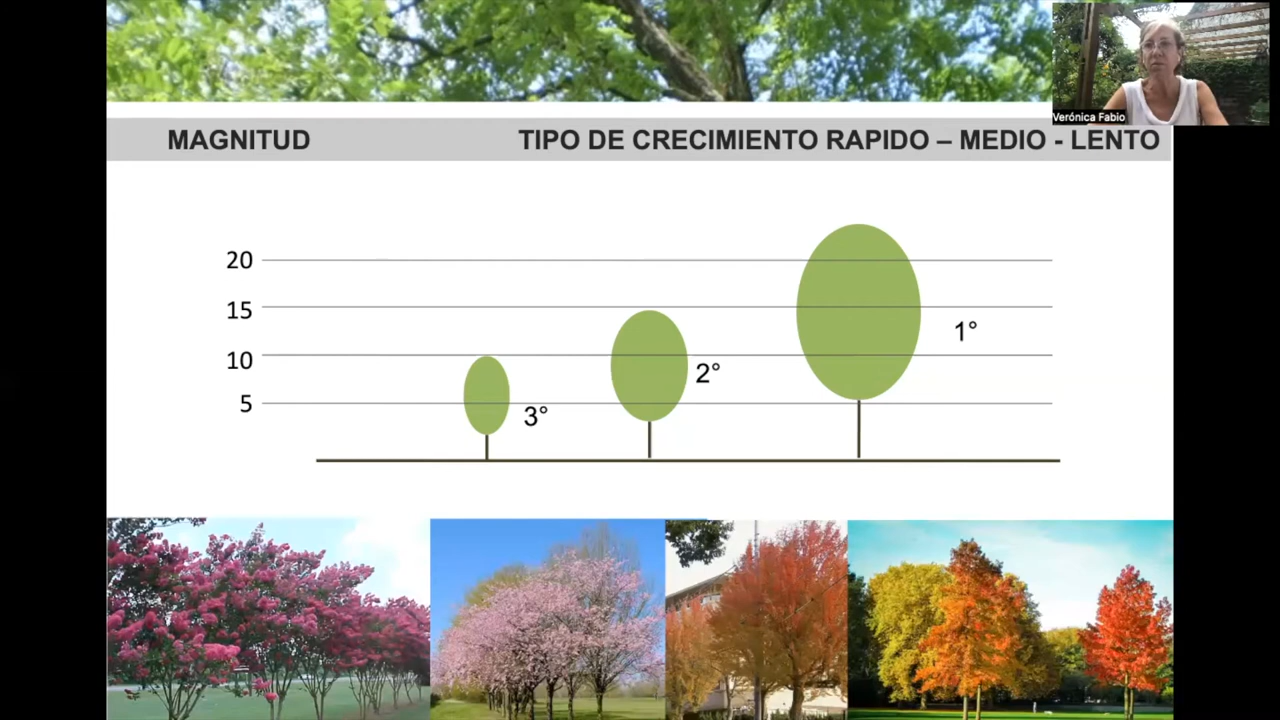 Verónica Fabio
MAGNITUD
TIPO DE CRECIMIENTO RAPIDO – MEDIO - LENTO
20
15
10
5
1°
2°
3°